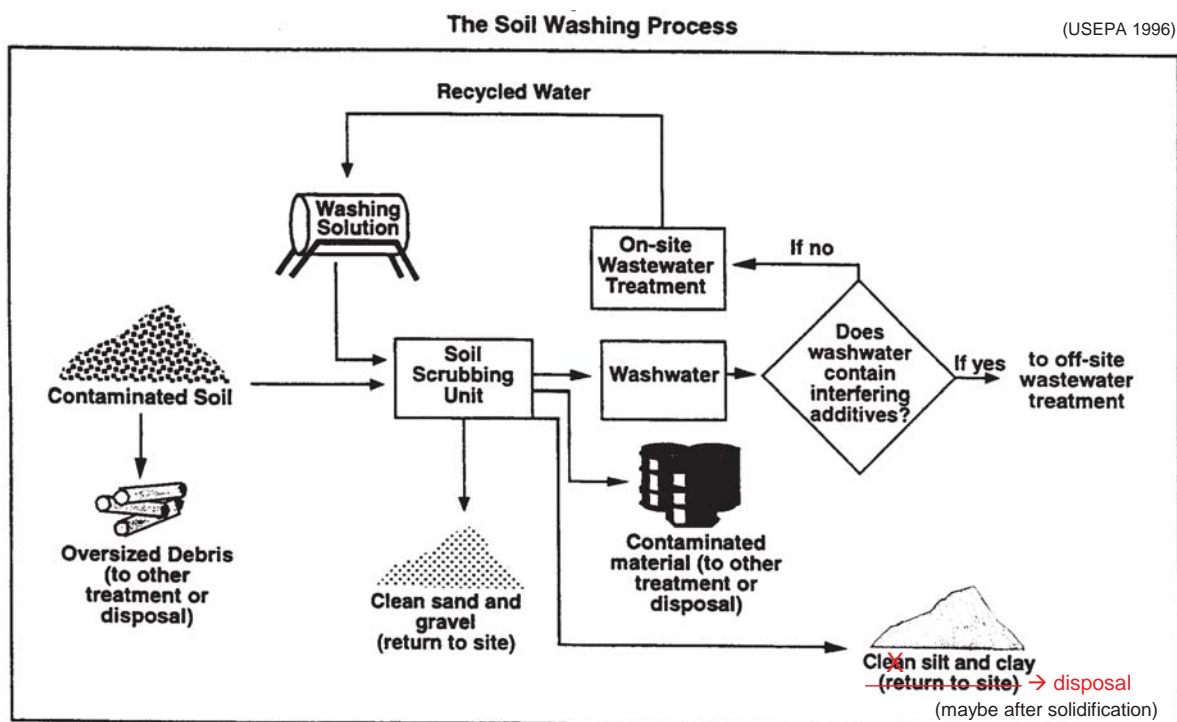 The Soil Washing Process
(USEPA 1996)
Recycled Water
Washing
Solution
On-site
Wastewater
Treatment
If no
Contaminated Soil
Soil
Scrubbing
Unit
Washwater
Does
washwater
contain
interfering
additives?
If yes
to off-site
wastewater
treatment
Oversized Debris
(to other
treatment or
disposal)
Clean sand and
gravel
(return to site)
Contaminated
material (to other
treatment or
disposal)
Clean silt and clay
(return to site) → disposal
(maybe after solidification)